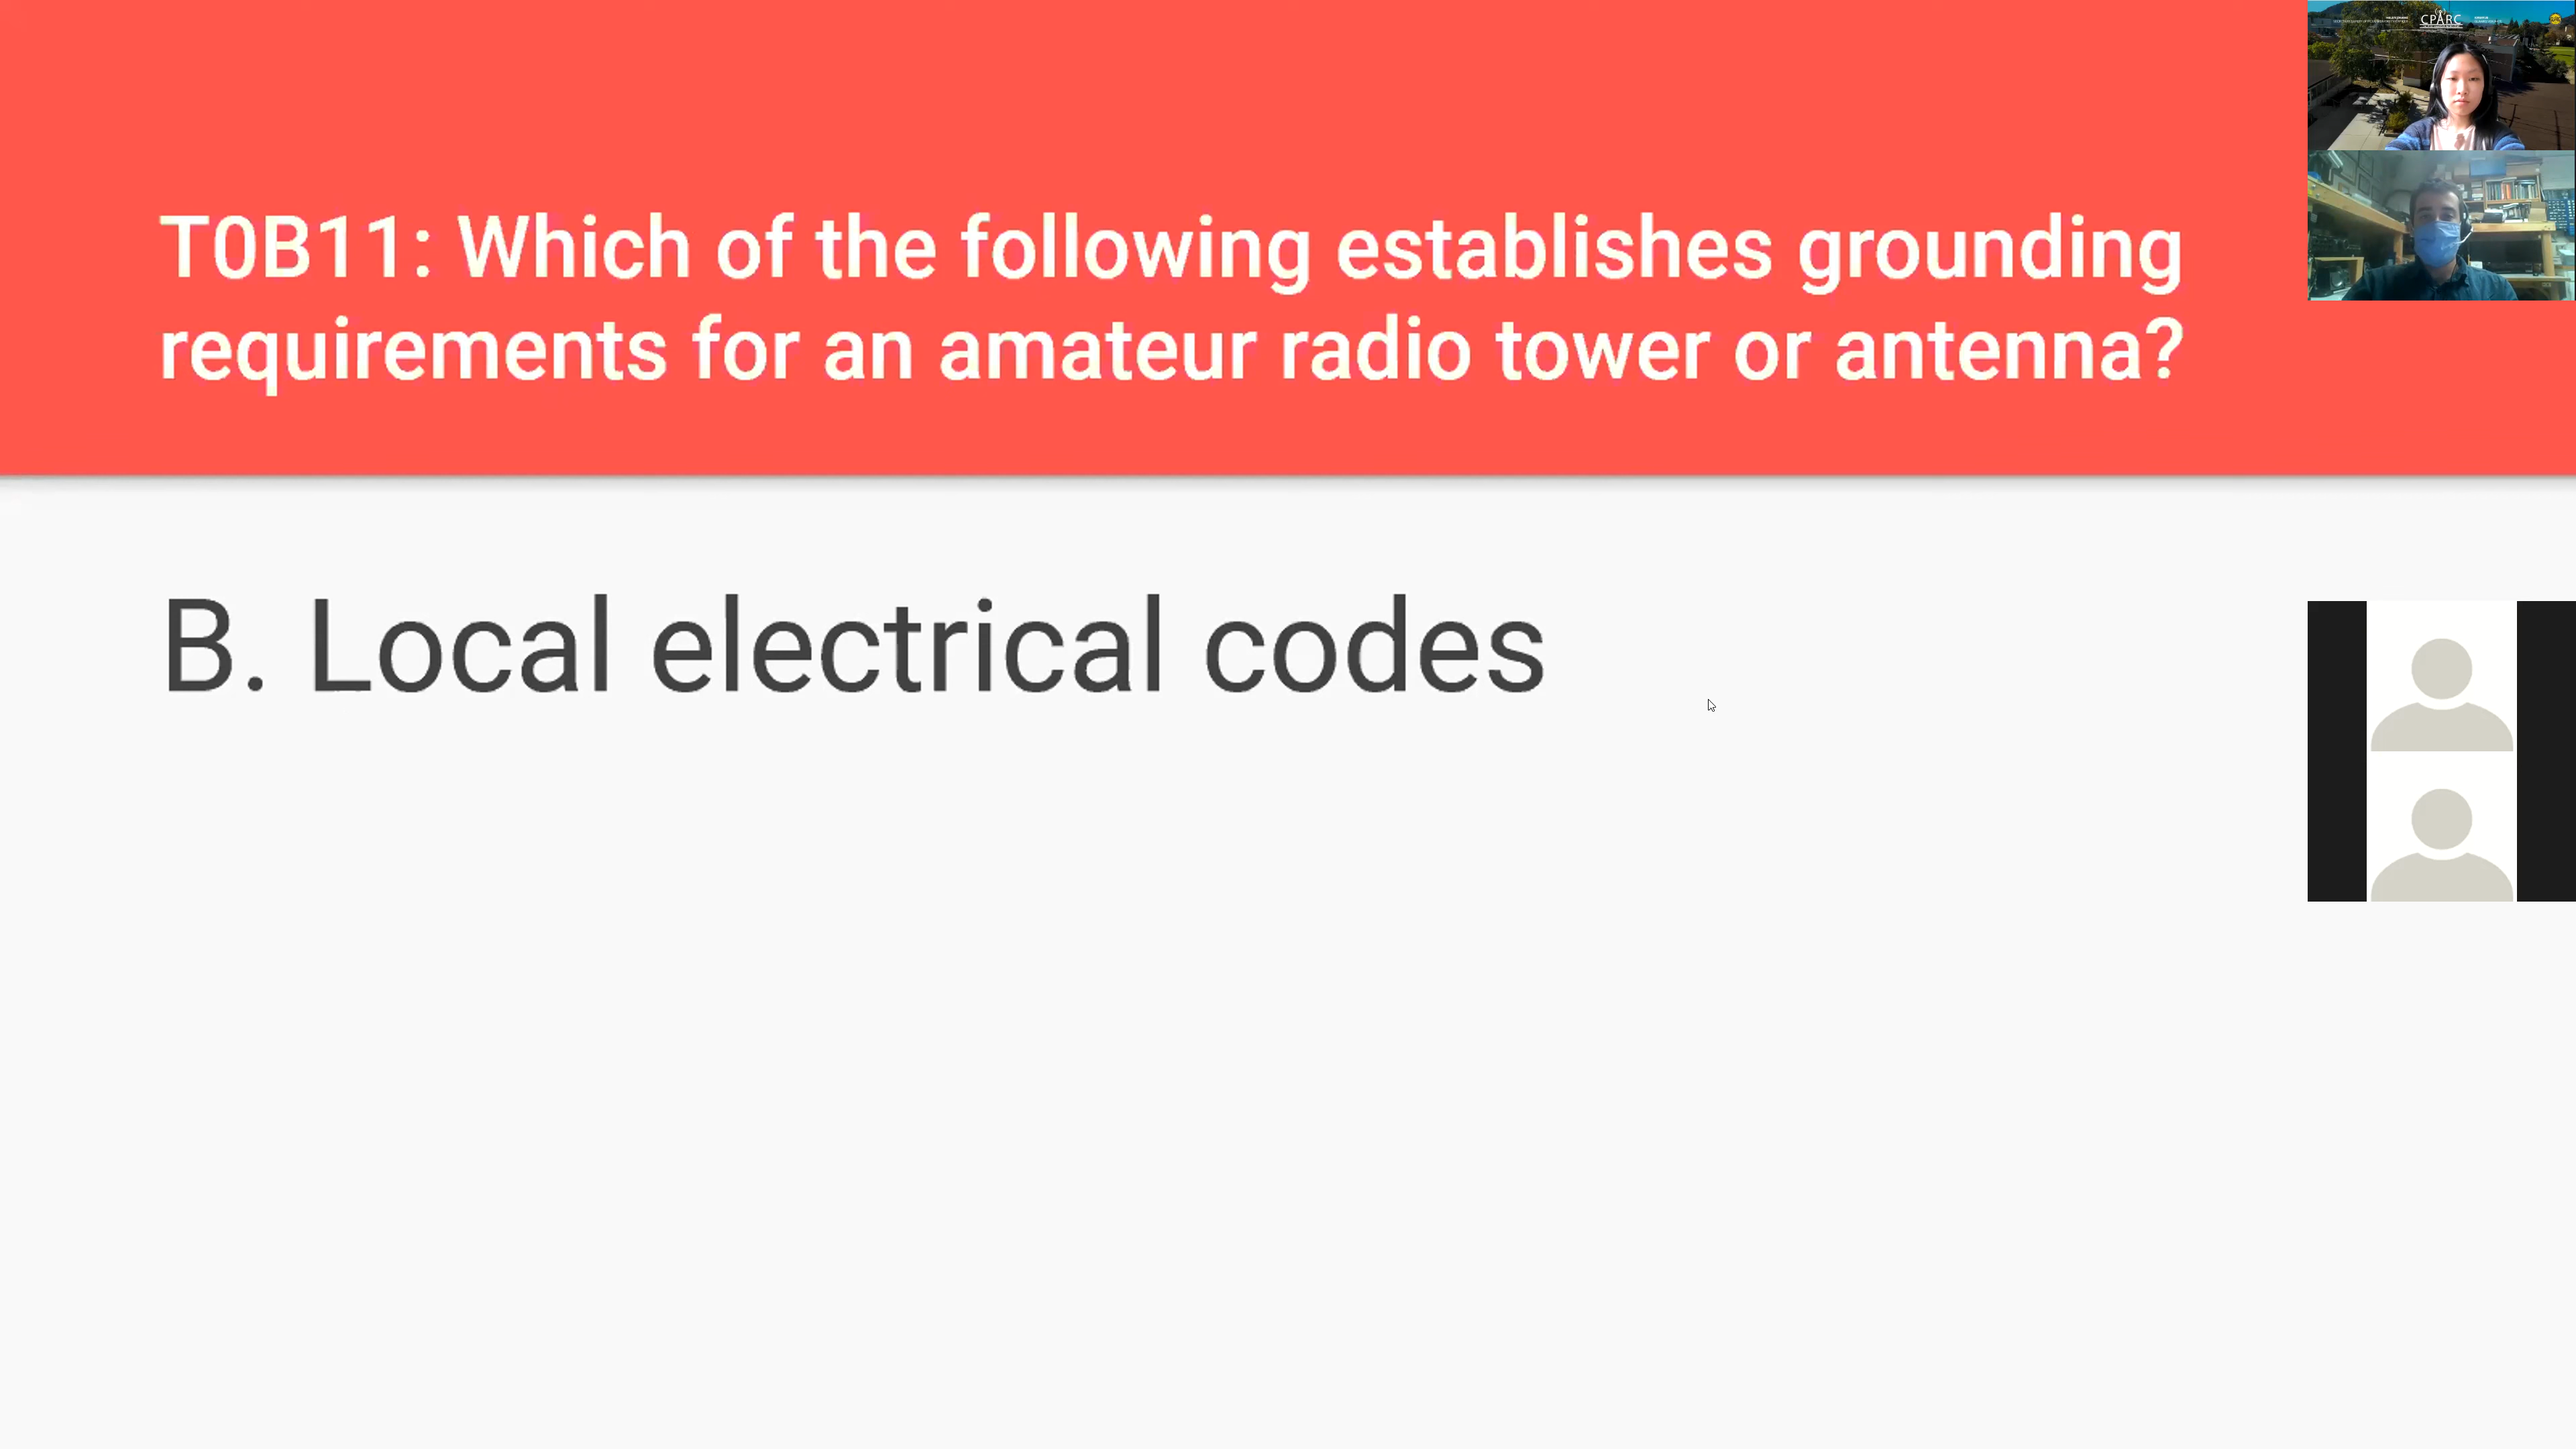 T0B11: Which of the following establishes grounding
requirements for an amateur radio tower or antenna?
B. Local electrical codes
CPARC